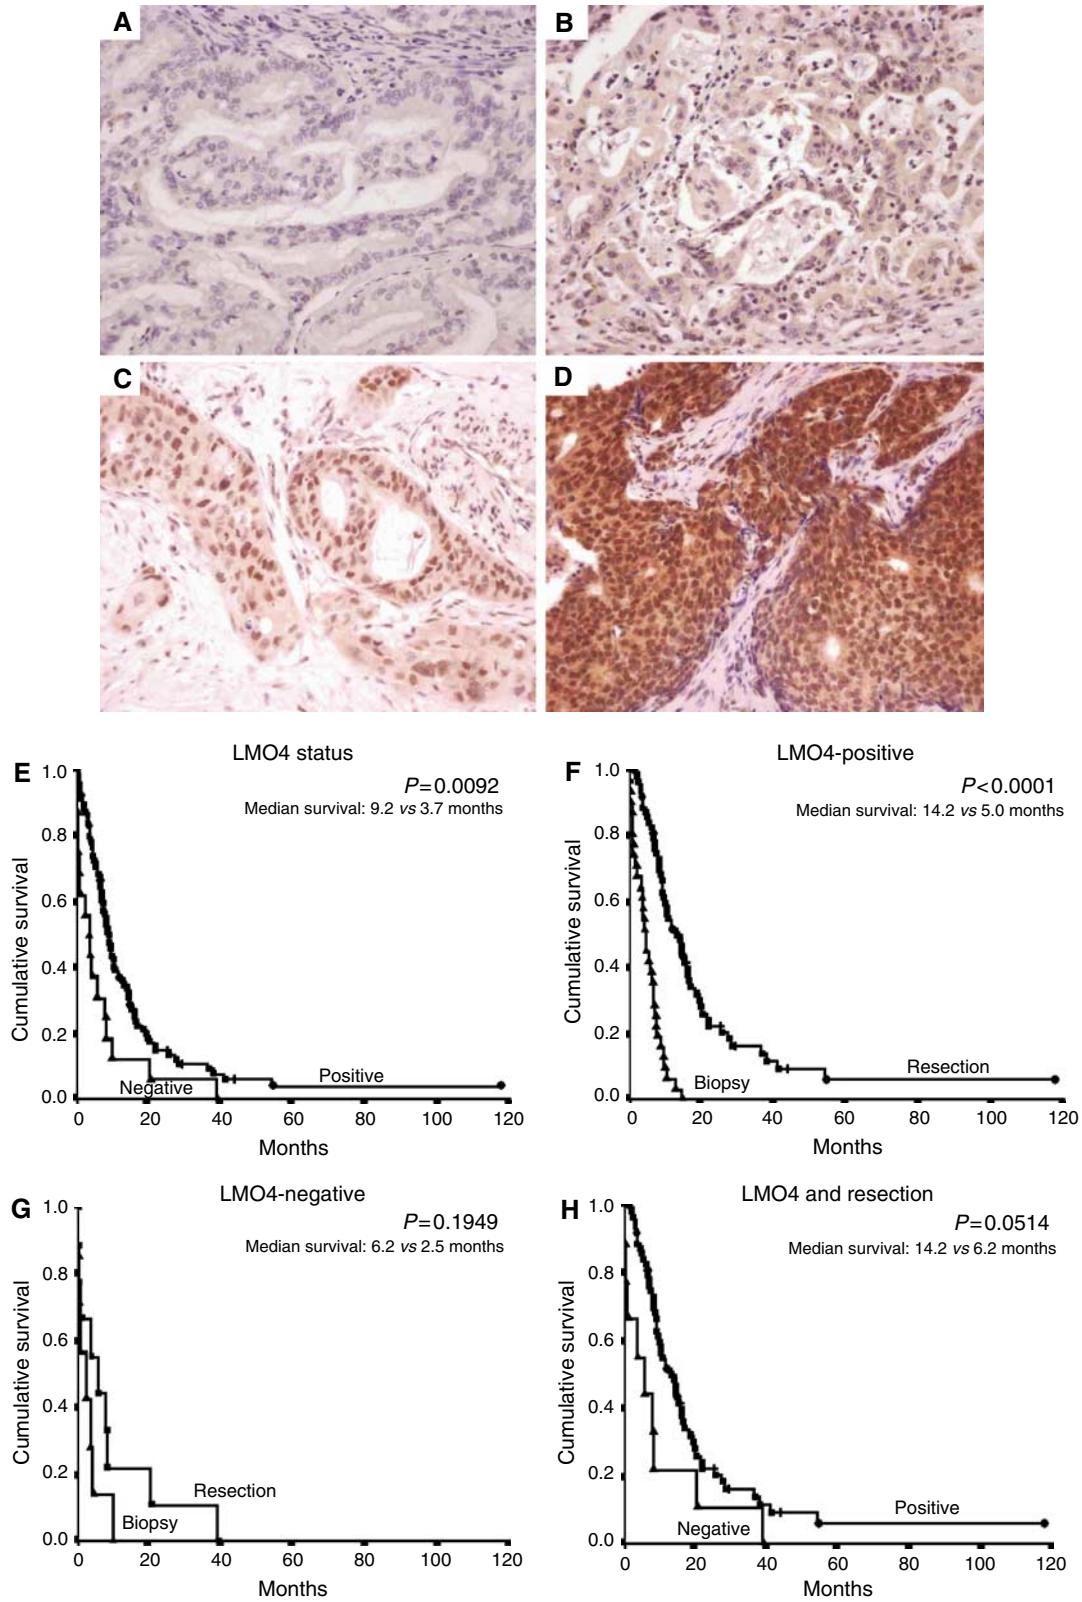 A
B
C
D
E
LMO4 status
P=0.0092
Median survival: 9.2 vs 3.7 months
Cumulative survival
1.0
0.8
0.6
0.4
0.2
0.0
Negative
Positive
0 20 40 60 80 100 120
Months
F
LMO4-positive
P<0.0001
Median survival: 14.2 vs 5.0 months
Cumulative survival
1.0
0.8
0.6
0.4
0.2
0.0
Biopsy
Resection
0 20 40 60 80 100 120
Months
G
LMO4-negative
P=0.1949
Median survival: 6.2 vs 2.5 months
Cumulative survival
1.0
0.8
0.6
0.4
0.2
0.0
Resection
Biopsy
0 20 40 60 80 100 120
Months
H
LMO4 and resection
P=0.0514
Median survival: 14.2 vs 6.2 months
Cumulative survival
1.0
0.8
0.6
0.4
0.2
0.0
Positive
Negative
0 20 40 60 80 100 120
Months